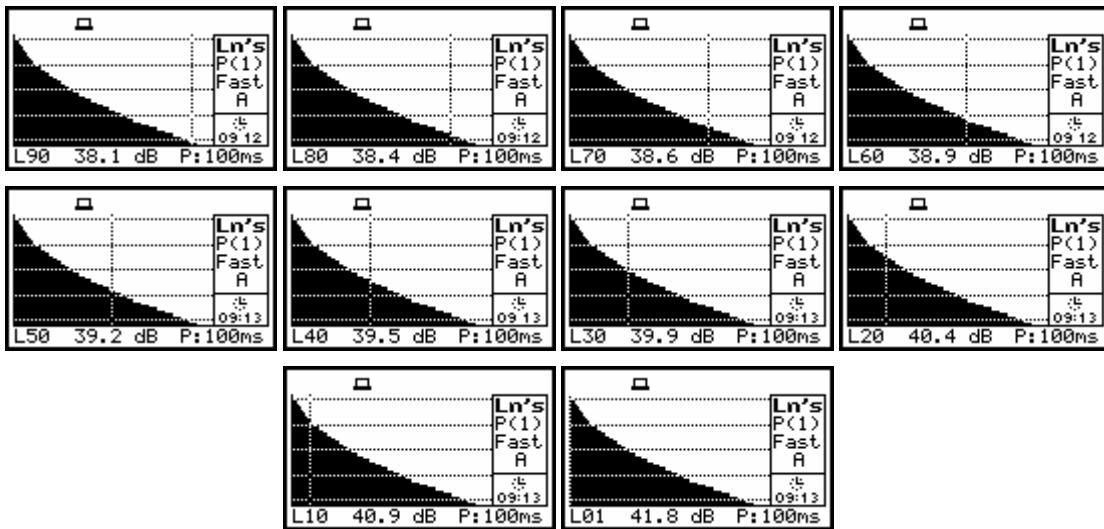 Ln's
P(1)
Fast
A
09:12
L90 38.1 dB P:100ms
Ln's
P(1)
Fast
A
09:12
L80 38.4 dB P:100ms
Ln's
P(1)
Fast
A
09:12
L70 38.6 dB P:100ms
Ln's
P(1)
Fast
A
09:12
L60 38.9 dB P:100ms
Ln's
P(1)
Fast
A
09:13
L50 39.2 dB P:100ms
Ln's
P(1)
Fast
A
09:13
L40 39.5 dB P:100ms
Ln's
P(1)
Fast
A
09:13
L30 39.9 dB P:100ms
Ln's
P(1)
Fast
A
09:13
L20 40.4 dB P:100ms
Ln's
P(1)
Fast
A
09:13
L10 40.9 dB P:100ms
Ln's
P(1)
Fast
A
09:13
L01 41.8 dB P:100ms